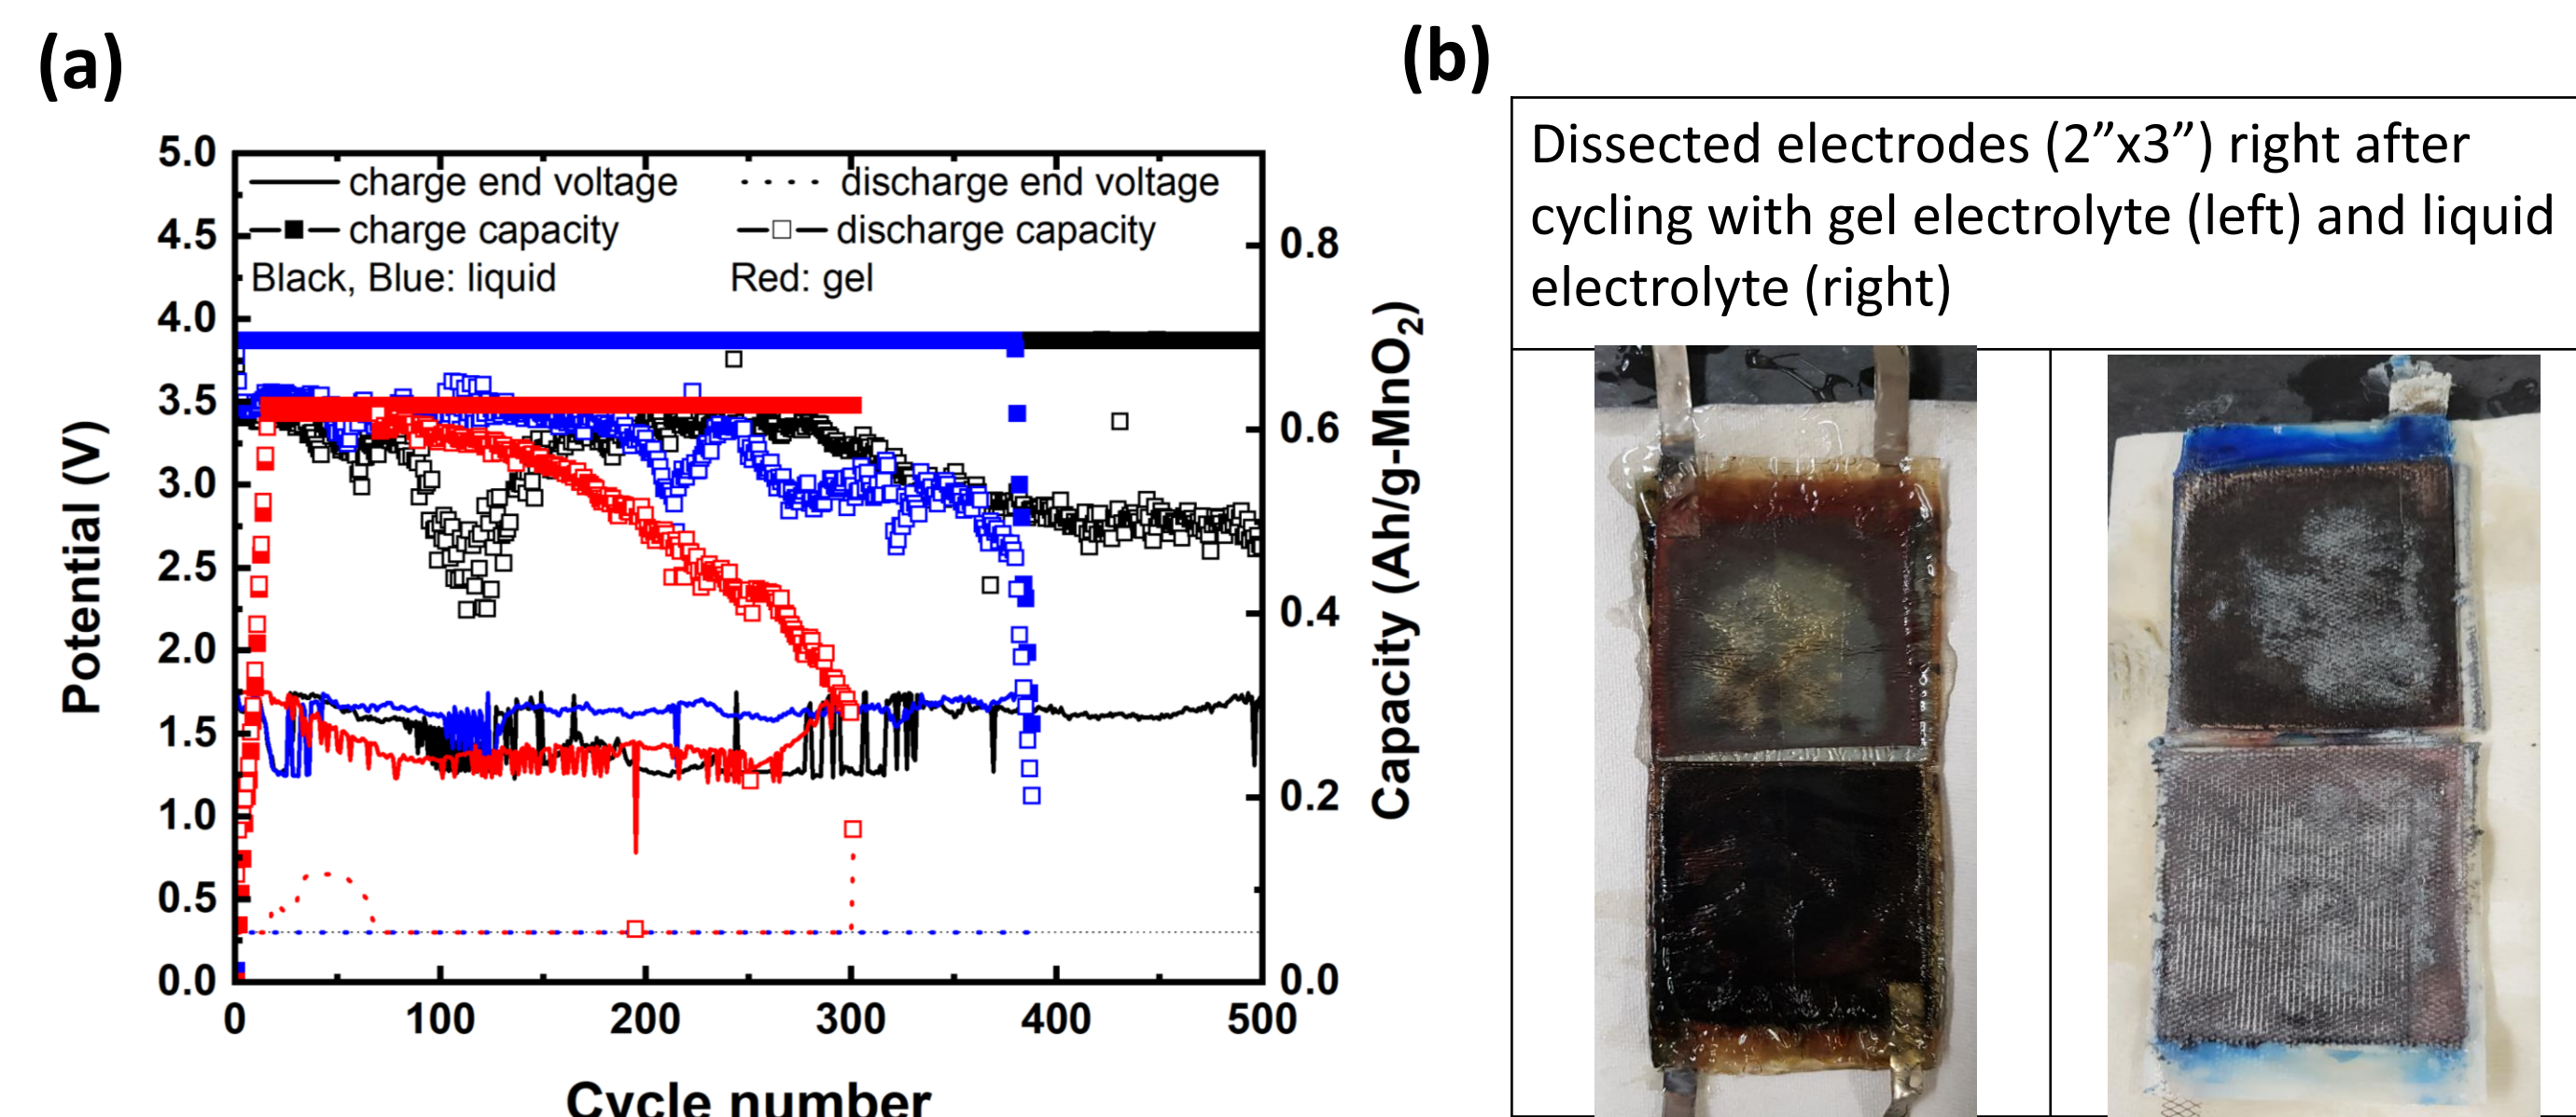 (a)
(b)
Dissected electrodes (2”x3”) right after
cycling with gel electrolyte (left) and liquid
electrolyte (right)
charge end voltage
discharge end voltage
charge capacity
discharge capacity
Black, Blue: liquid
Red: gel
Potential (V)
5.0
4.5
4.0
3.5
3.0
2.5
2.0
1.5
1.0
0.5
0.0
Capacity (Ah/g-MnO₂)
0.8
0.6
0.4
0.2
0.0
0
100
200
300
400
500
Cycle number